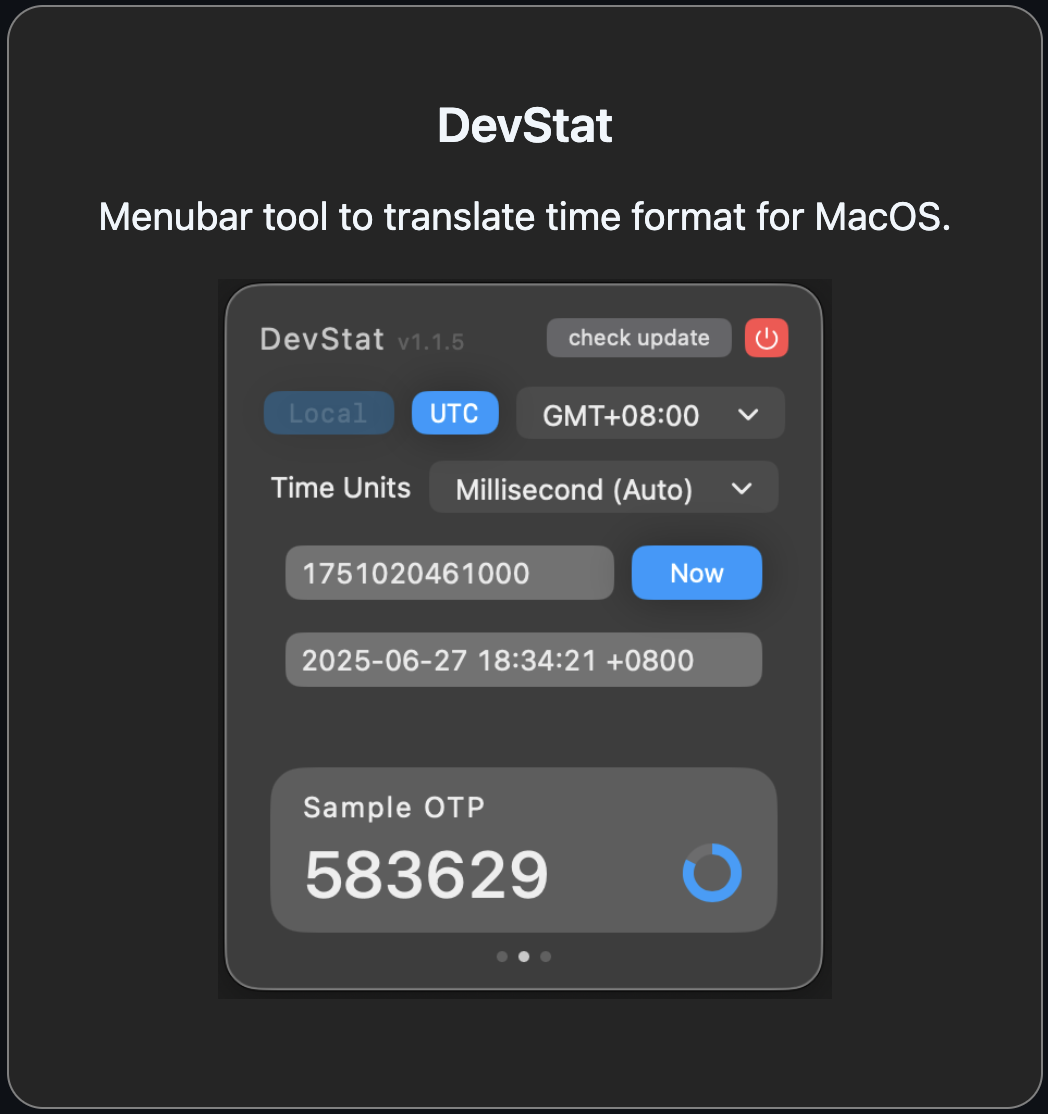 DevStat
Menubar tool to translate time format for MacOS.
DevStat v1.1.5 check update
Local UTC GMT+08:00
Time Units Millisecond (Auto)
1751020461000 Now
2025-06-27 18:34:21 +0800
Sample OTP
583629